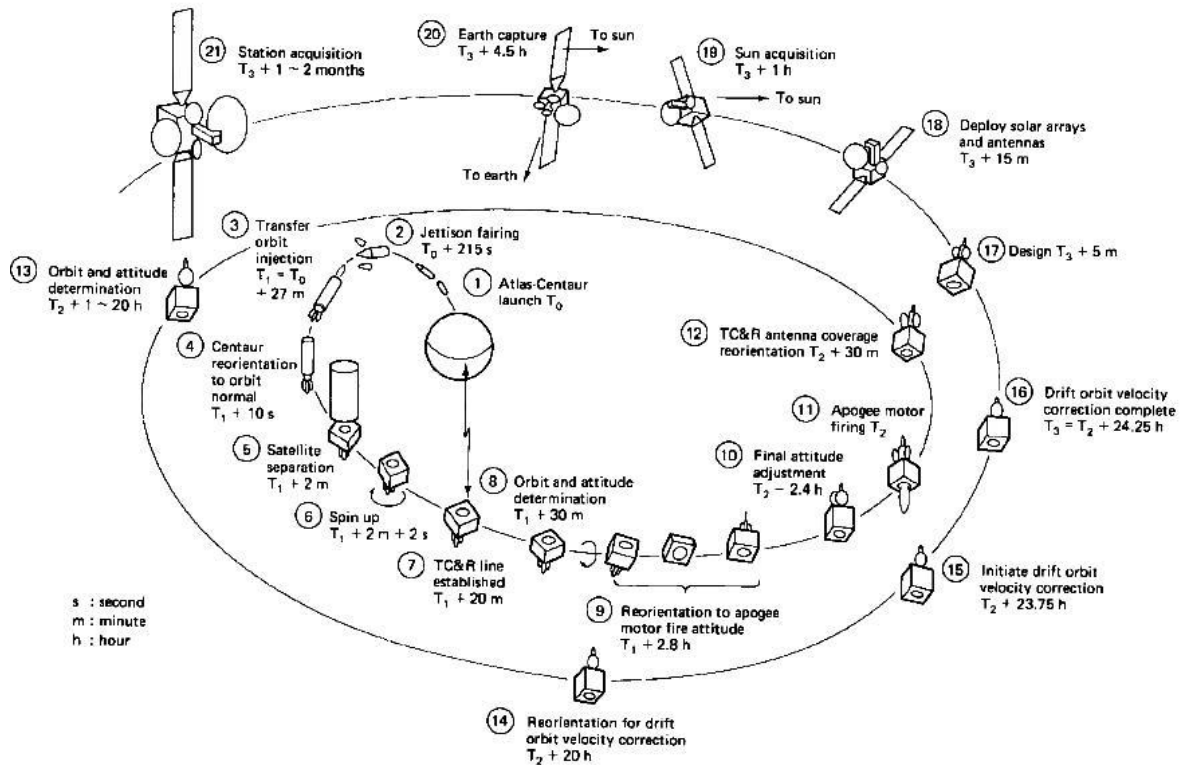 1
Atlas-Centaur
launch T0
2
Jettison fairing
T0 + 215 s
3
Transfer
orbit
injection
T1 = T0
+ 27 m
4
Centaur
reorientation
to orbit
normal
T1 + 10 s
5
Satellite
separation
T1 + 2 m
6
Spin up
T1 + 2 m + 2 s
7
TC&R line
established
T1 + 20 m
8
Orbit and attitude
determination
T1 + 30 m
9
Reorientation to apogee
motor fire attitude
T1 + 2.8 h
10
Final attitude
adjustment
T2 − 2.4 h
11
Apogee motor
firing T2
12
TC&R antenna coverage
reorientation T2 + 30 m
13
Orbit and attitude
determination
T2 + 1 ~ 20 h
14
Reorientation for drift
orbit velocity correction
T2 + 20 h
15
Initiate drift orbit
velocity correction
T2 + 23.75 h
16
Drift orbit velocity
correction complete
T3 = T2 + 24.25 h
17
Design T3 + 5 m
18
Deploy solar arrays
and antennas
T3 + 15 m
19
Sun acquisition
T3 + 1 h
To sun
20
Earth capture
T3 + 4.5 h
To sun
To earth
21
Station acquisition
T3 + 1 ~ 2 months
s : second
m : minute
h : hour